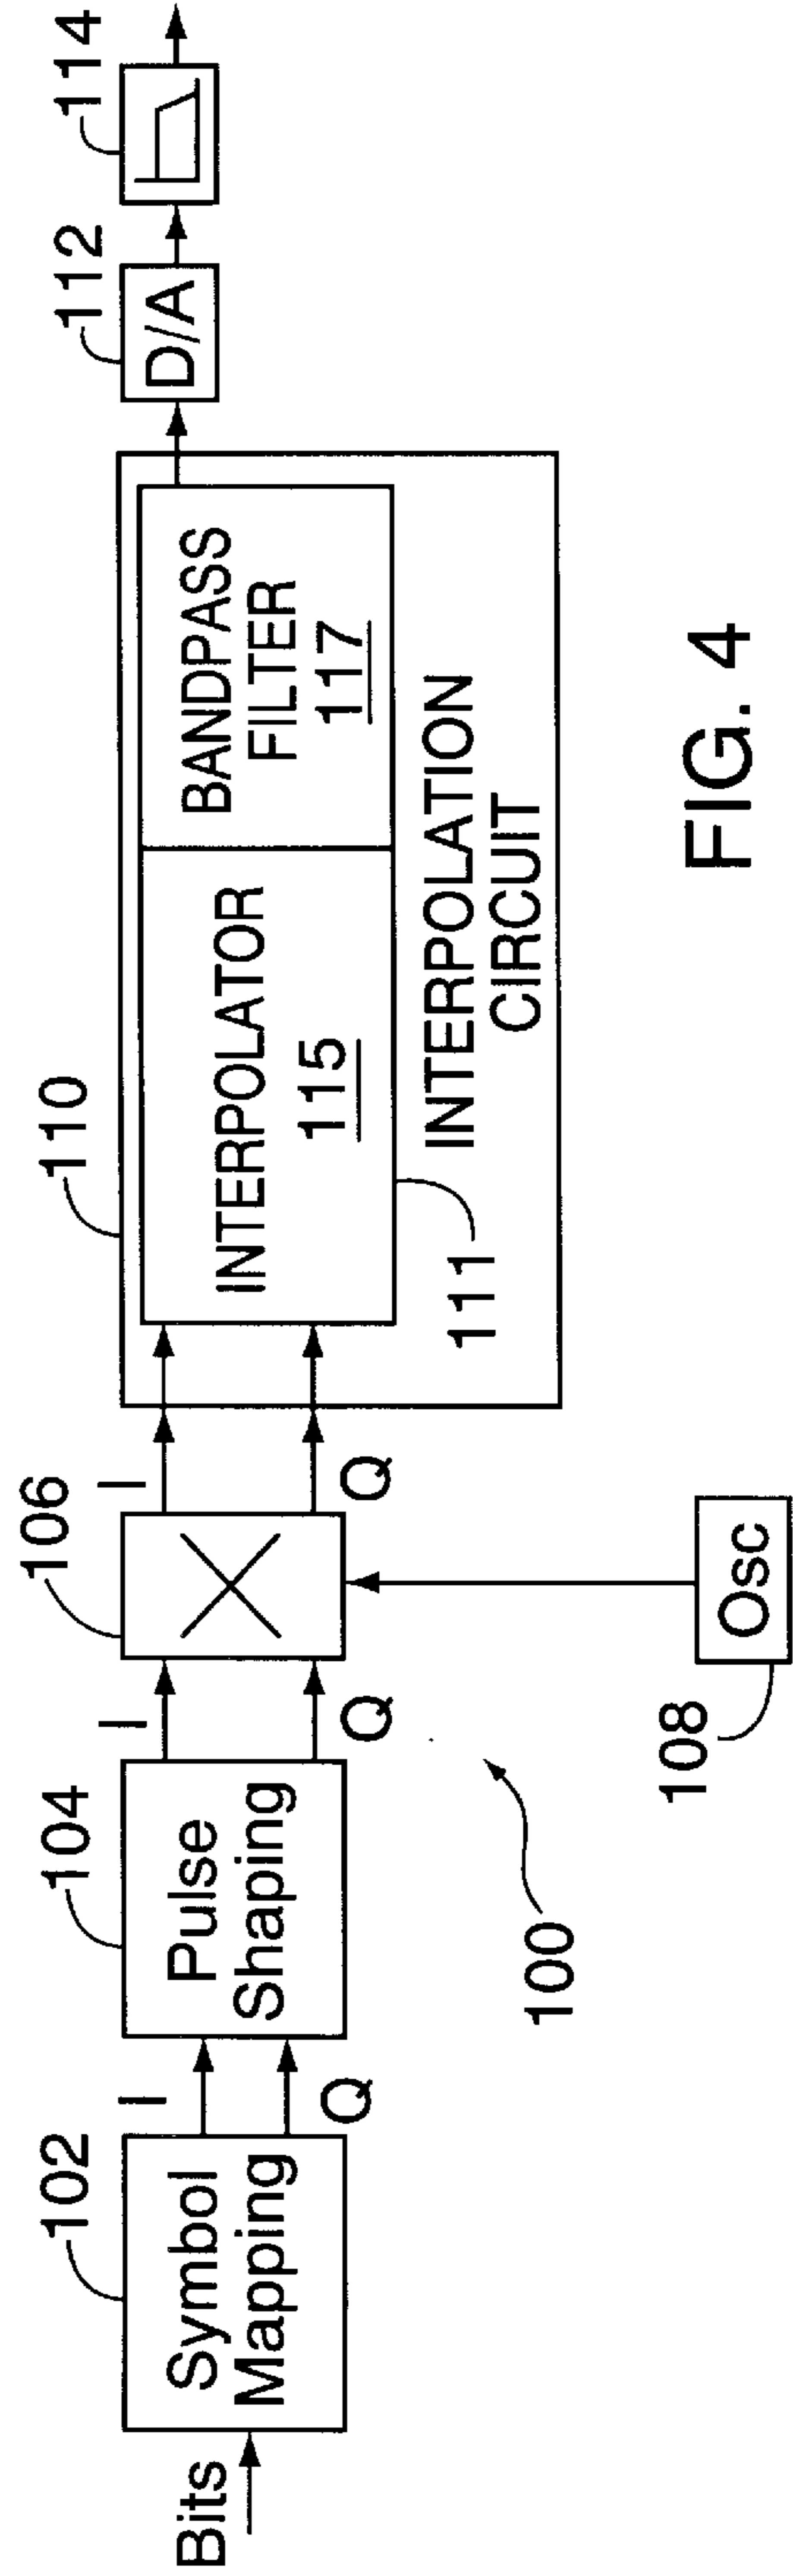 Bits
102
Symbol
Mapping
I
Q
104
Pulse
Shaping
I
Q
106
I
Q
108
Osc
100
110
INTERPOLATOR
115
BANDPASS
FILTER
117
111
INTERPOLATION
CIRCUIT
112
D/A
114
FIG. 4